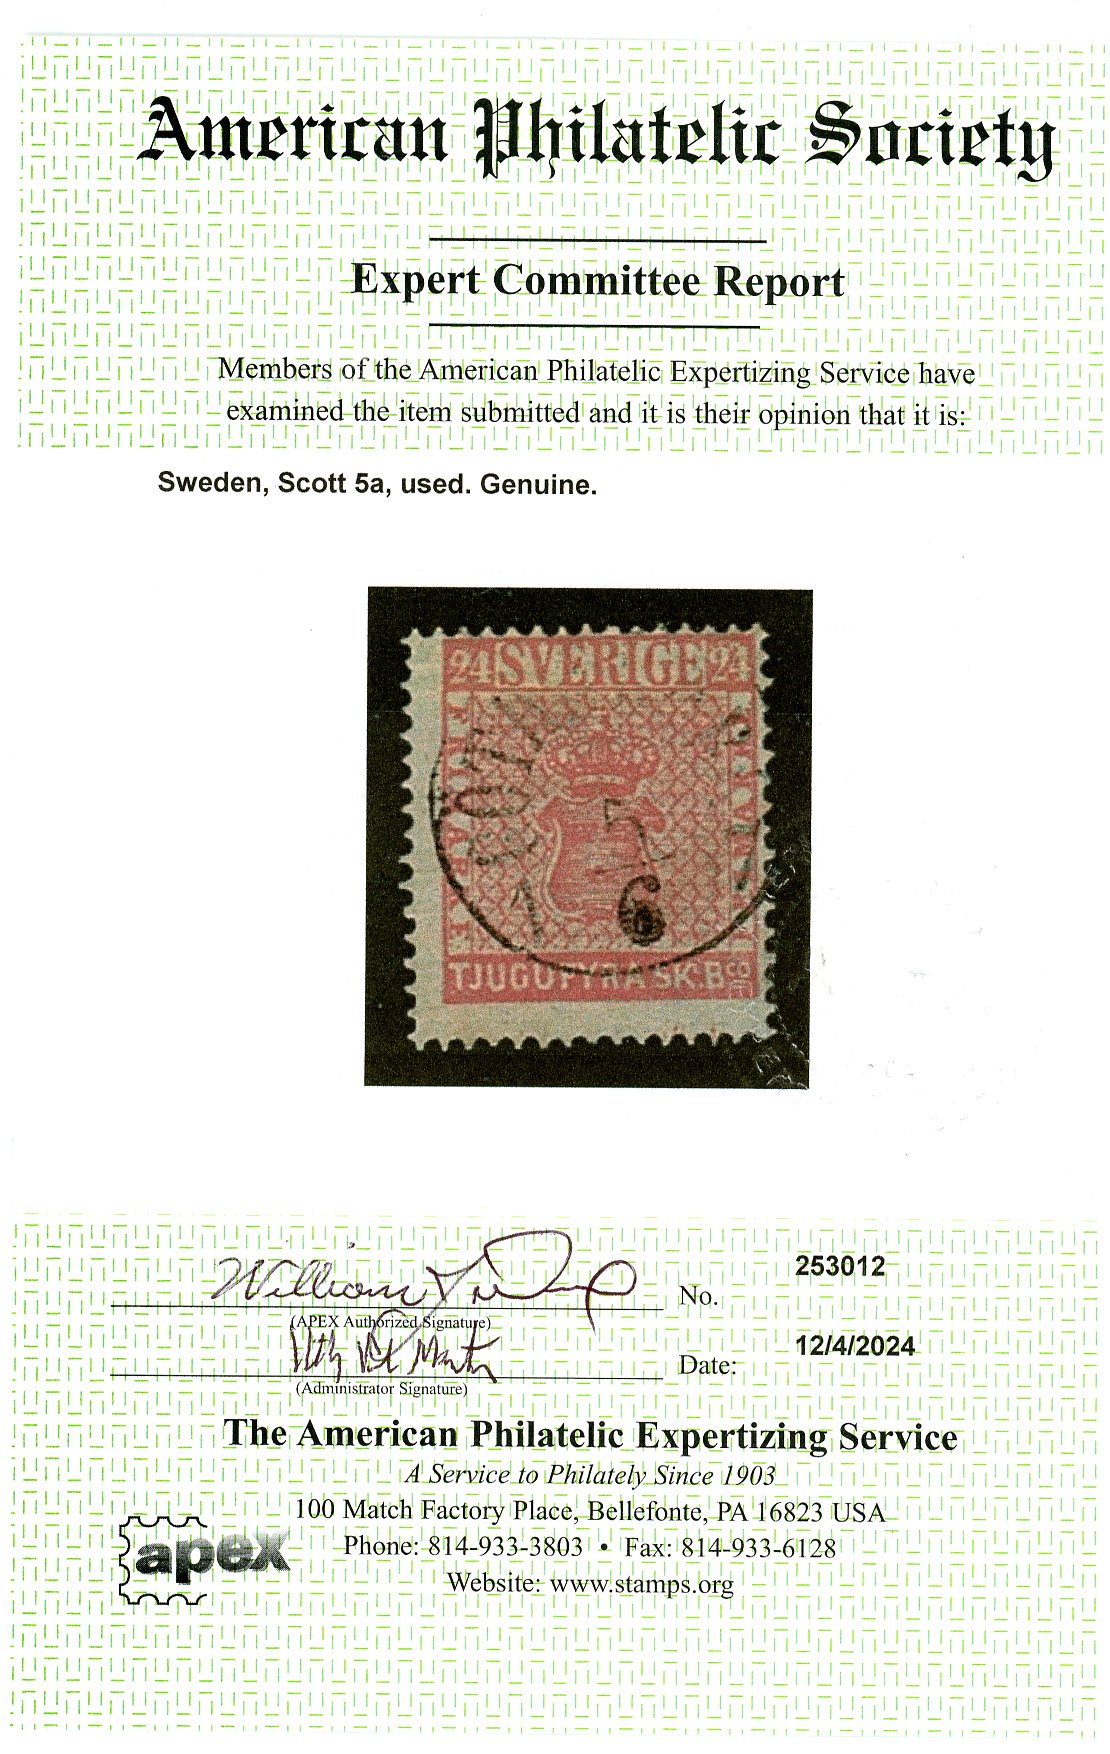 American Philatelic Society
Expert Committee Report
Members of the American Philatelic Expertizing Service have
examined the item submitted and it is their opinion that it is:
Sweden, Scott 5a, used. Genuine.
24 SVERIGE 24
5
6
TJUGUFYRA SK. Bco
William
253012
No.
(APEX Authorized Signature)
12/4/2024
Date:
(Administrator Signature)
The American Philatelic Expertizing Service
A Service to Philately Since 1903
100 Match Factory Place, Bellefonte, PA 16823 USA
apex
Phone: 814-933-3803 • Fax: 814-933-6128
Website: www.stamps.org